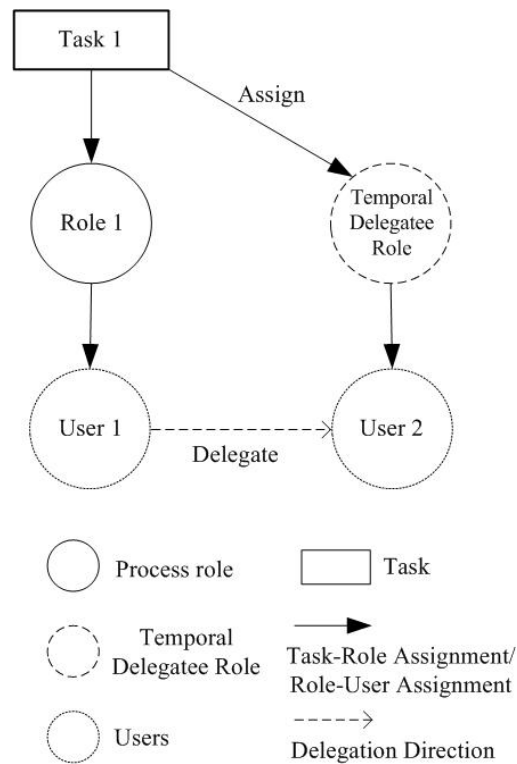 Task 1
Assign
Role 1
Temporal
Delegatee
Role
User 1
Delegate
User 2
Process role
Task
Temporal
Delegatee Role
Task-Role Assignment/
Role-User Assignment
Users
Delegation Direction